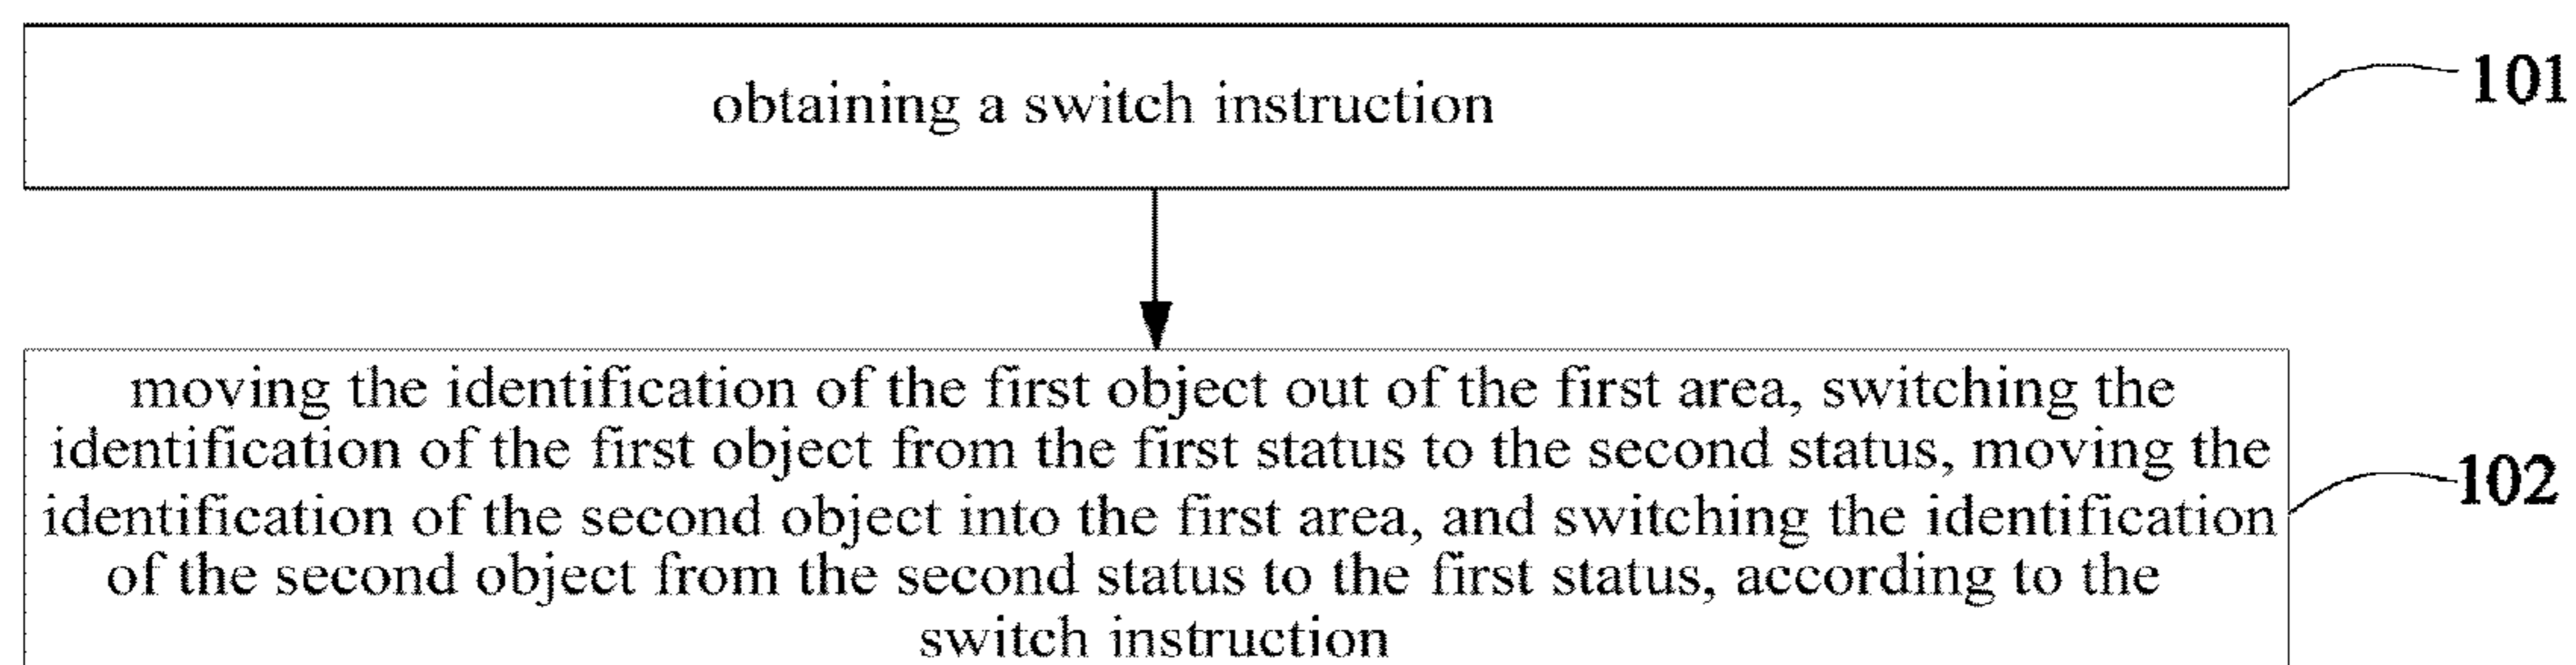 obtaining a switch instruction
101
moving the identification of the first object out of the first area, switching the
identification of the first object from the first status to the second status, moving the
identification of the second object into the first area, and switching the identification
of the second object from the second status to the first status, according to the
switch instruction
102